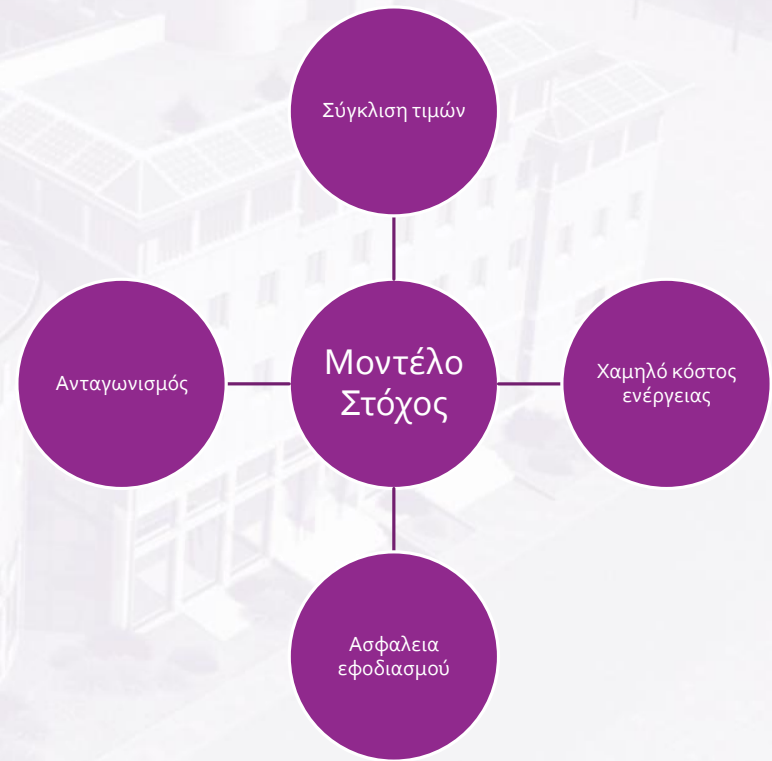 Σύγκλιση τιμών
Ανταγωνισμός
Μοντέλο
Στόχος
Χαμηλό κόστος
ενέργειας
Ασφαλεια
εφοδιασμού